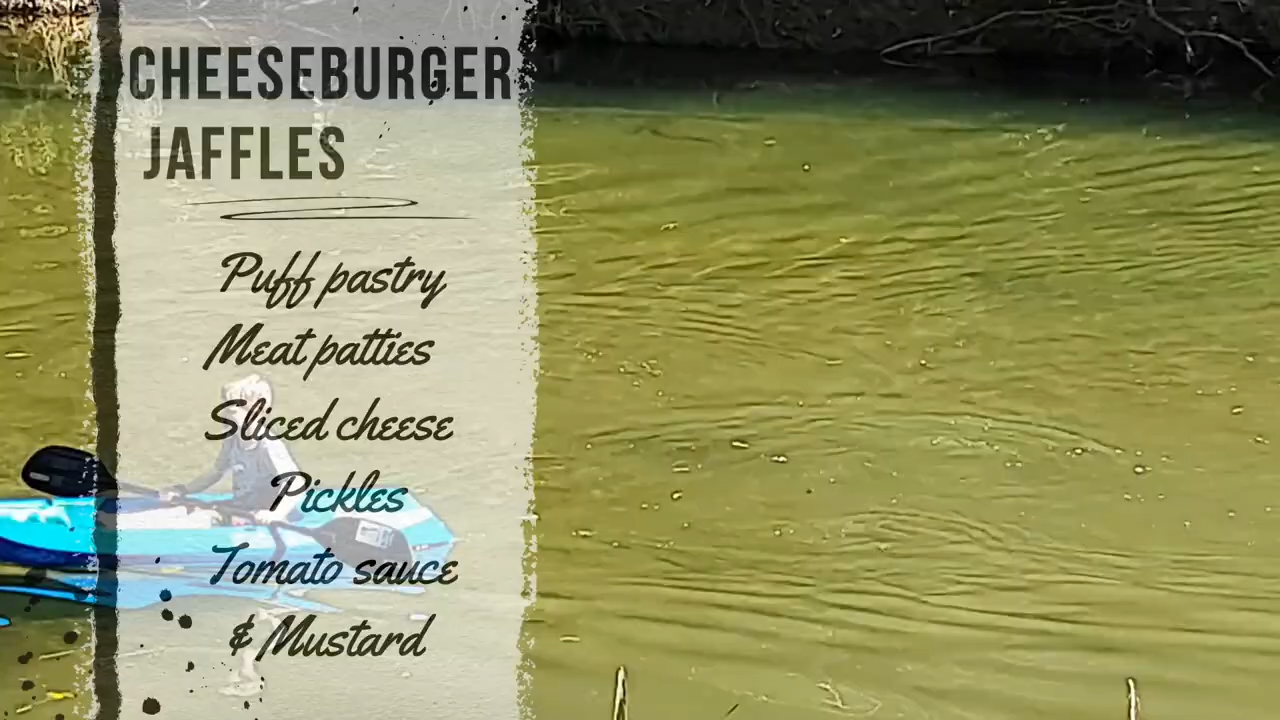 CHEESEBURGER
JAFFLES
Puff pastry
Meat patties
Sliced cheese
Pickles
Tomato sauce
& Mustard